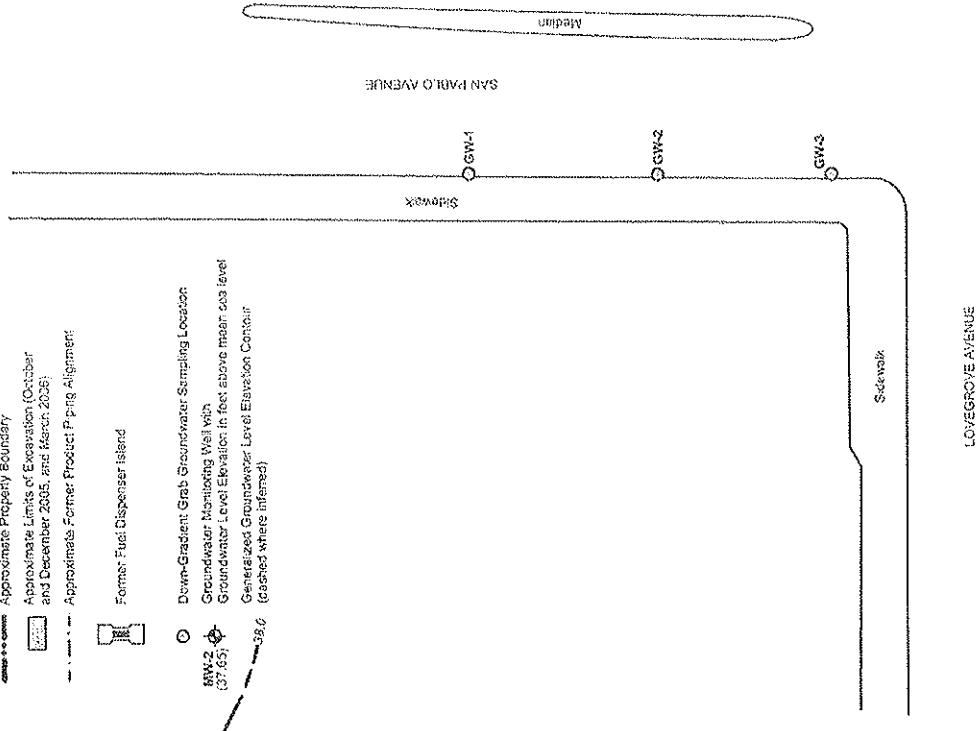 Approximate Property Boundary
Approximate Limits of Excavation (October
and December 2005, and March 2006)
Approximate Former Product Piping Alignment
Former Fuel Dispenser Island
Down-Gradient Grab Groundwater Sampling Location
MW-2
(37.65)
Groundwater Monitoring Well with
Groundwater Level Elevation in feet above mean sea level
38.0
Generalized Groundwater Level Elevation Contour
(dashed where inferred)
Median
SAN PABLO AVENUE
GW-1
GW-2
GW-3
Sidewalk
Sidewalk
LOVEGROVE AVENUE